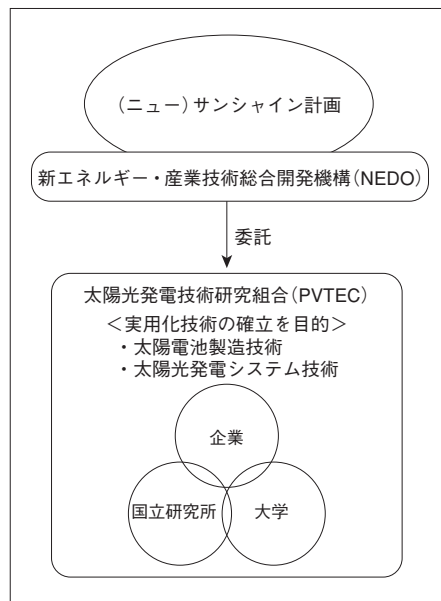 （ニュー）サンシャイン計画
新エネルギー・産業技術総合開発機構（NEDO）
委託
太陽光発電技術研究組合（PVTEC）
＜実用化技術の確立を目的＞
・太陽電池製造技術
・太陽光発電システム技術
企業
国立研究所
大学